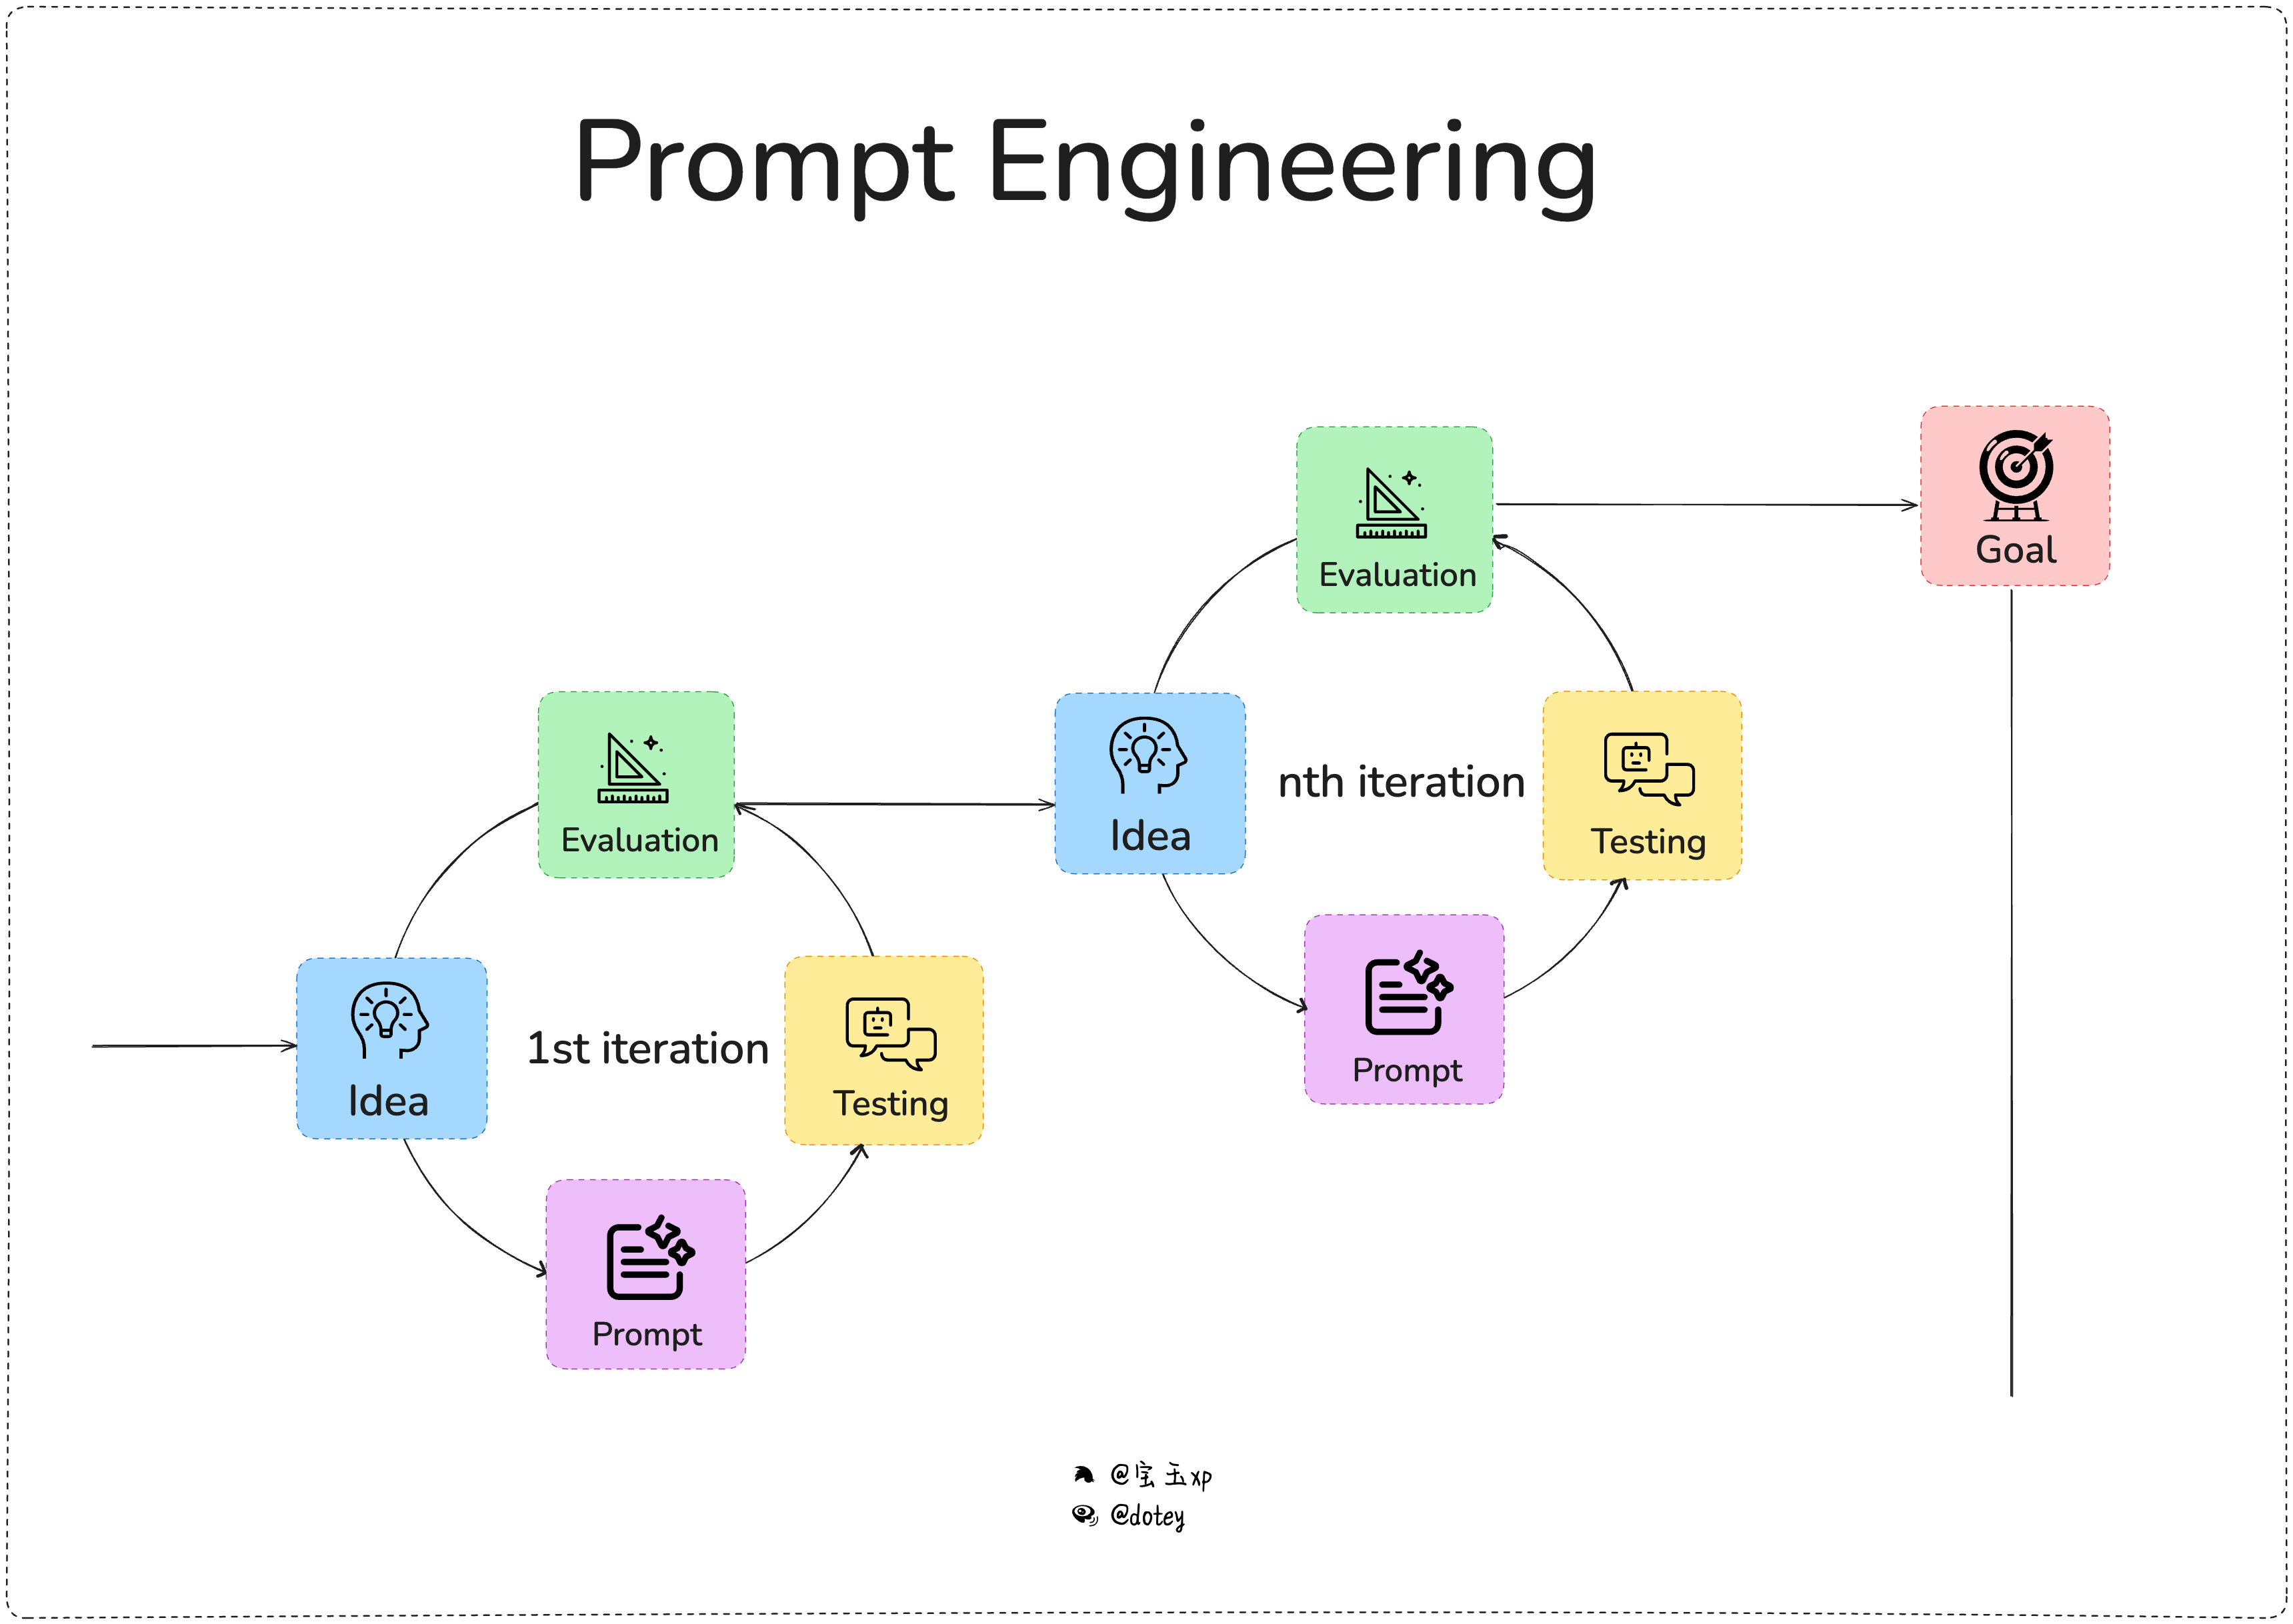 Prompt Engineering
Goal
Evaluation
nth iteration
Idea
Testing
Prompt
Evaluation
1st iteration
Idea
Testing
Prompt
@宝玉xp
@dotey